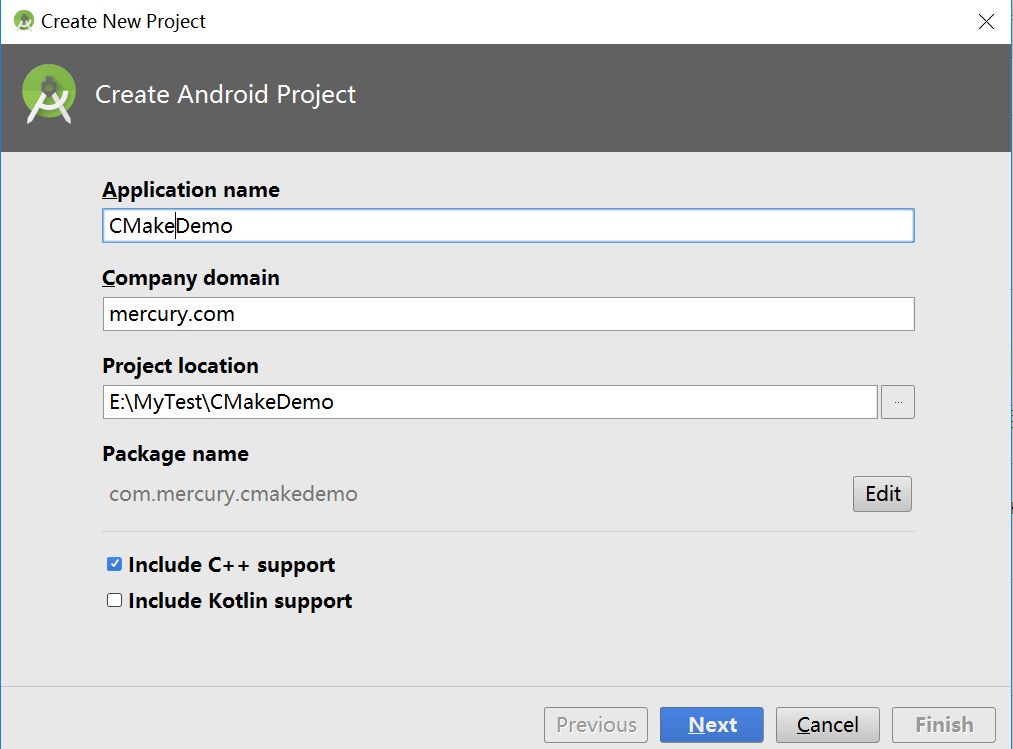 Create New Project
Create Android Project
Application name
CMakeDemo
Company domain
mercury.com
Project location
E:\MyTest\CMakeDemo
...
Package name
com.mercury.cmakedemo
Edit
Include C++ support
Include Kotlin support
Previous Next Cancel Finish